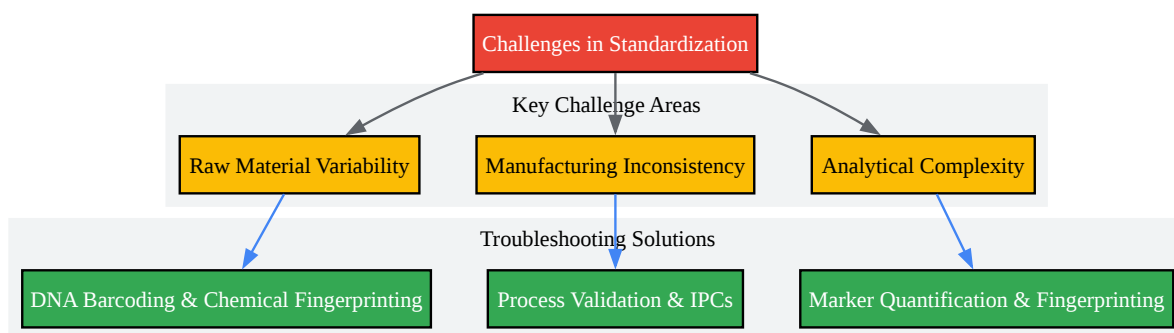 Challenges in Standardization
Key Challenge Areas
Raw Material Variability
Manufacturing Inconsistency
Analytical Complexity
Troubleshooting Solutions
DNA Barcoding & Chemical Fingerprinting
Process Validation & IPCs
Marker Quantification & Fingerprinting